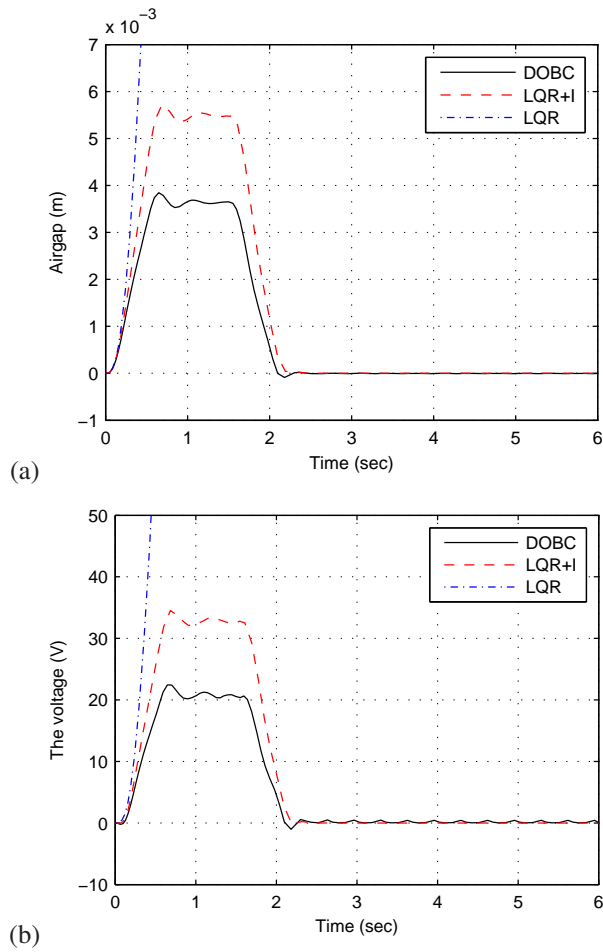 x 10⁻³
7
6
5
4
3
2
1
0
−1
Airgap (m)
DOBC
LQR+I
LQR
0 1 2 3 4 5 6
Time (sec)
(a)
50
40
30
20
10
0
−10
The voltage (V)
DOBC
LQR+I
LQR
0 1 2 3 4 5 6
Time (sec)
(b)